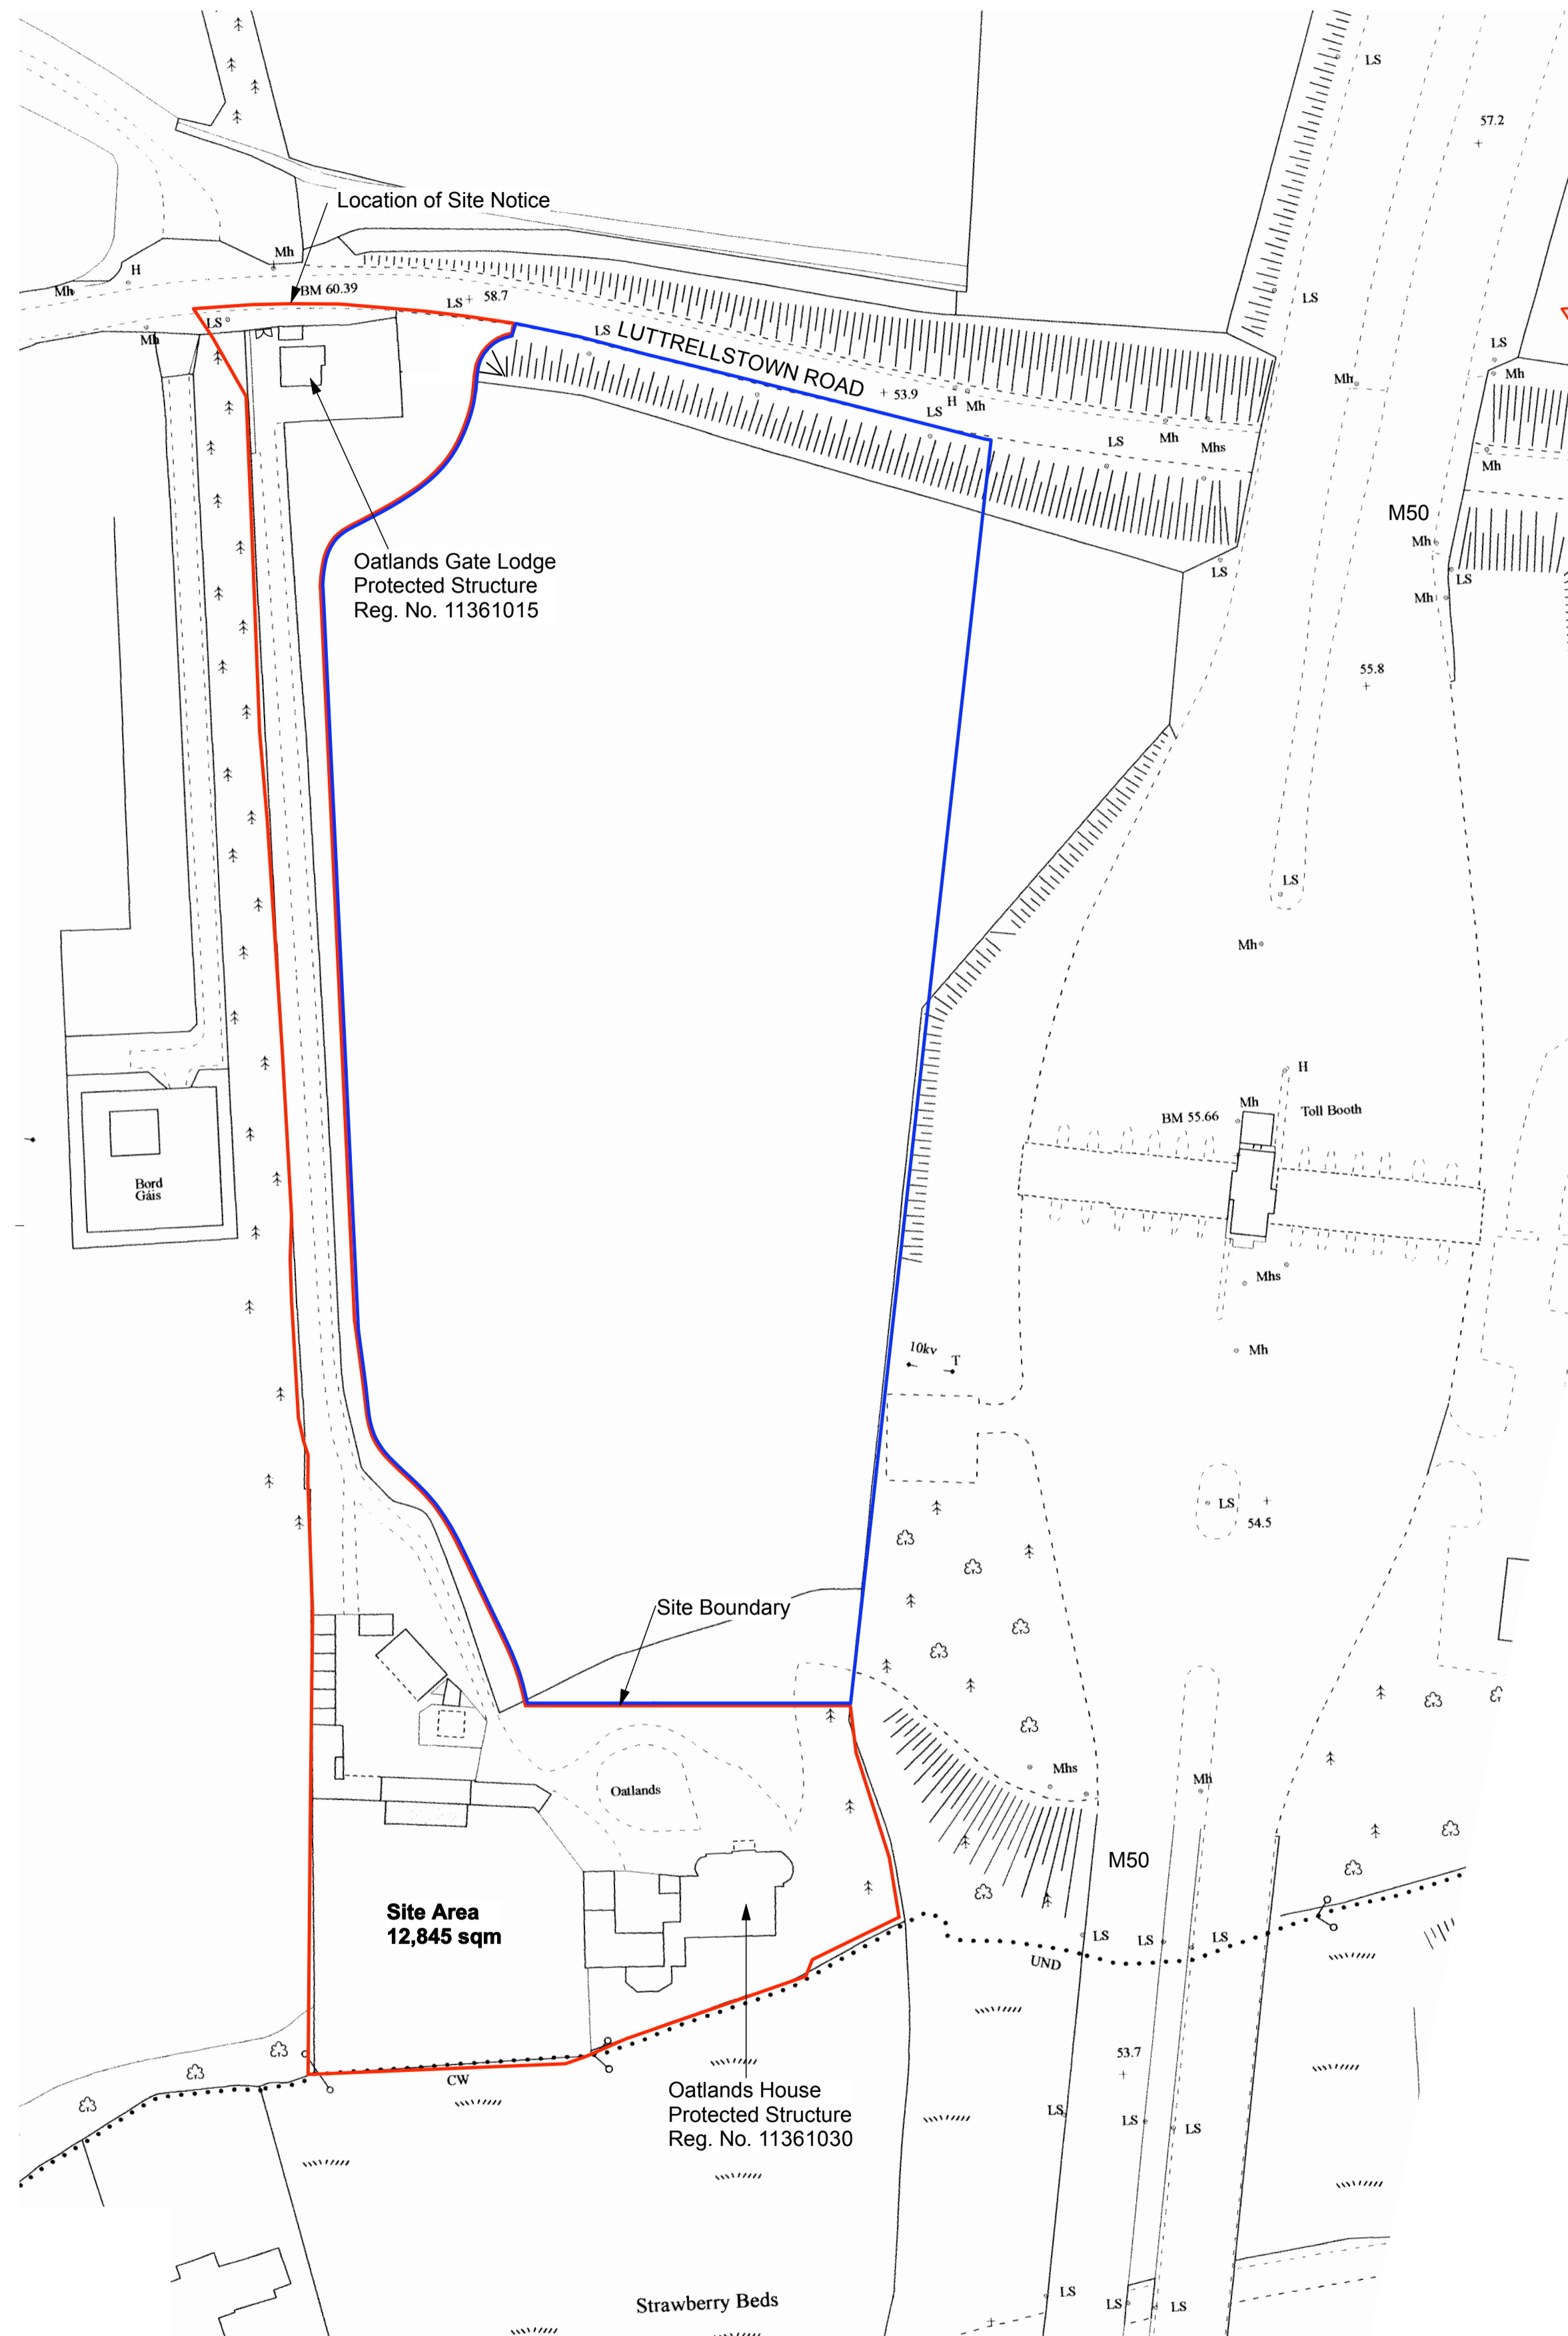 LS
57.2
Location of Site Notice
Mh
H
Mh
BM 60.39
LS
58.7
LS
LS
LS
Mh
LUTTRELLSTOWN ROAD
53.9
LS
H
Mh
LS
Mh
Mhs
Mh
LS
Mh
Mh
M50
Mh
LS
LS
Mh
Oatlands Gate Lodge
Protected Structure
Reg. No. 11361015
55.8
LS
Mh
H
Mh
BM 55.66
Toll Booth
Bord
Gáis
Mhs
Mh
10kv
T
LS
54.5
Site Boundary
Mhs
Mh
Oatlands
M50
Site Area
12,845 sqm
LS
LS
LS
UND
53.7
CW
Oatlands House
Protected Structure
Reg. No. 11361030
LS
LS
LS
Strawberry Beds
LS
LS
LS